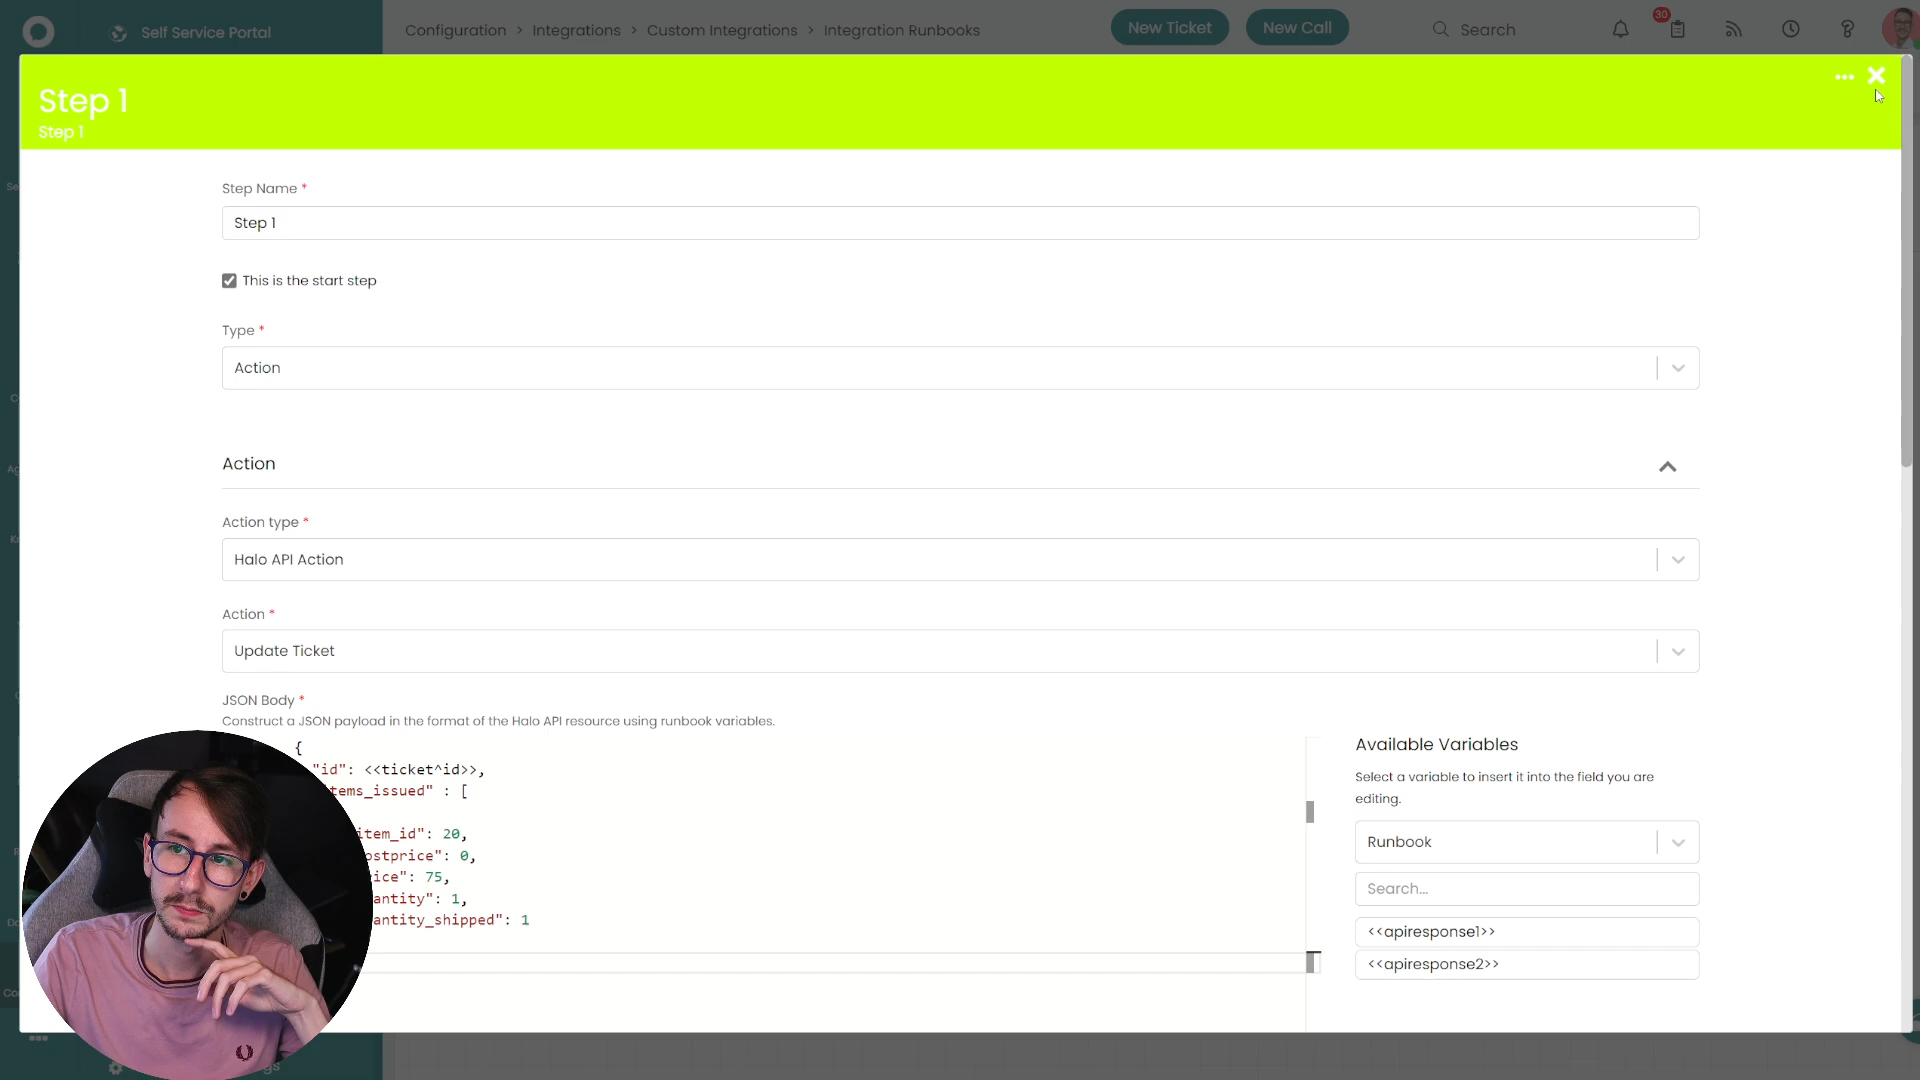 Self Service Portal
Configuration > Integrations > Custom Integrations > Integration Runbooks
New Ticket
New Call
Search
30
Step 1
Step 1
Step Name *
Step 1
This is the start step
Type *
Action
Action
Action type *
Halo API Action
Action *
Update Ticket
JSON Body *
Construct a JSON payload in the format of the Halo API resource using runbook variables.
{
"id": <<ticket^id>>,
tems_issued" : [
item_id": 20,
ostprice": 0,
ice": 75,
antity": 1,
antity_shipped": 1
Available Variables
Select a variable to insert it into the field you are
editing.
Runbook
Search...
<<apiresponse1>>
<<apiresponse2>>